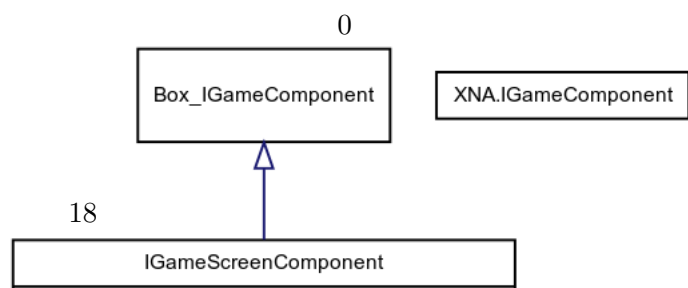 0
Box_IGameComponent
XNA.IGameComponent
18
IGameScreenComponent